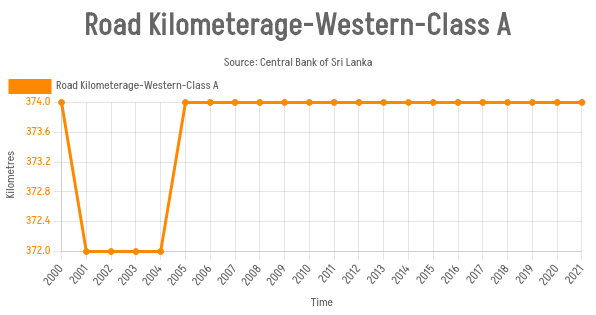 Road Kilometerage-Western-Class A
Source: Central Bank of Sri Lanka
Road Kilometerage-Western-Class A
374.0
373.6
373.2
372.8
372.4
372.0
Kilometres
2000 2001 2002 2003 2004 2005 2006 2007 2008 2009 2010 2011 2012 2013 2014 2015 2016 2017 2018 2019 2020 2021
Time